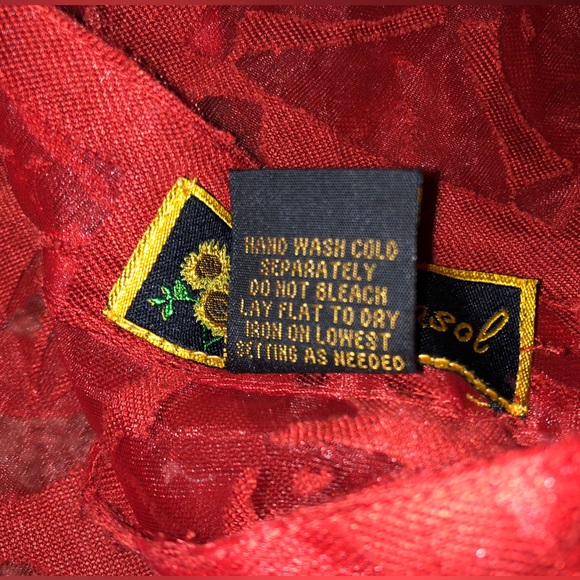 HAND WASH COLD
SEPARATELY
DO NOT BLEACH
LAY FLAT TO DRY
IRON ON LOWEST
SETTING AS NEEDED